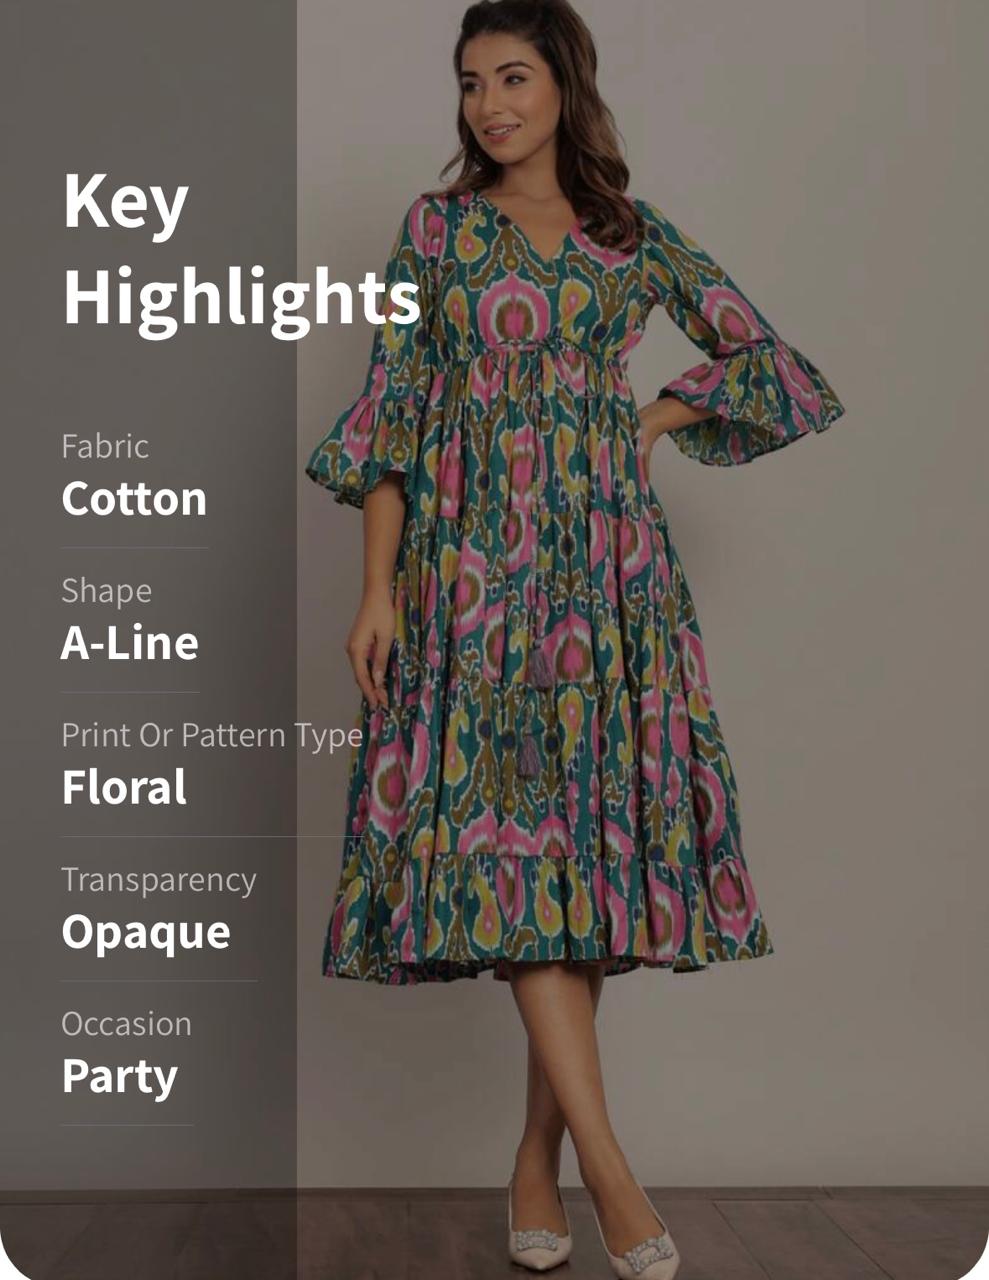 Key
Highlights
Fabric
Cotton
Shape
A-Line
Print Or Pattern Type
Floral
Transparency
Opaque
Occasion
Party